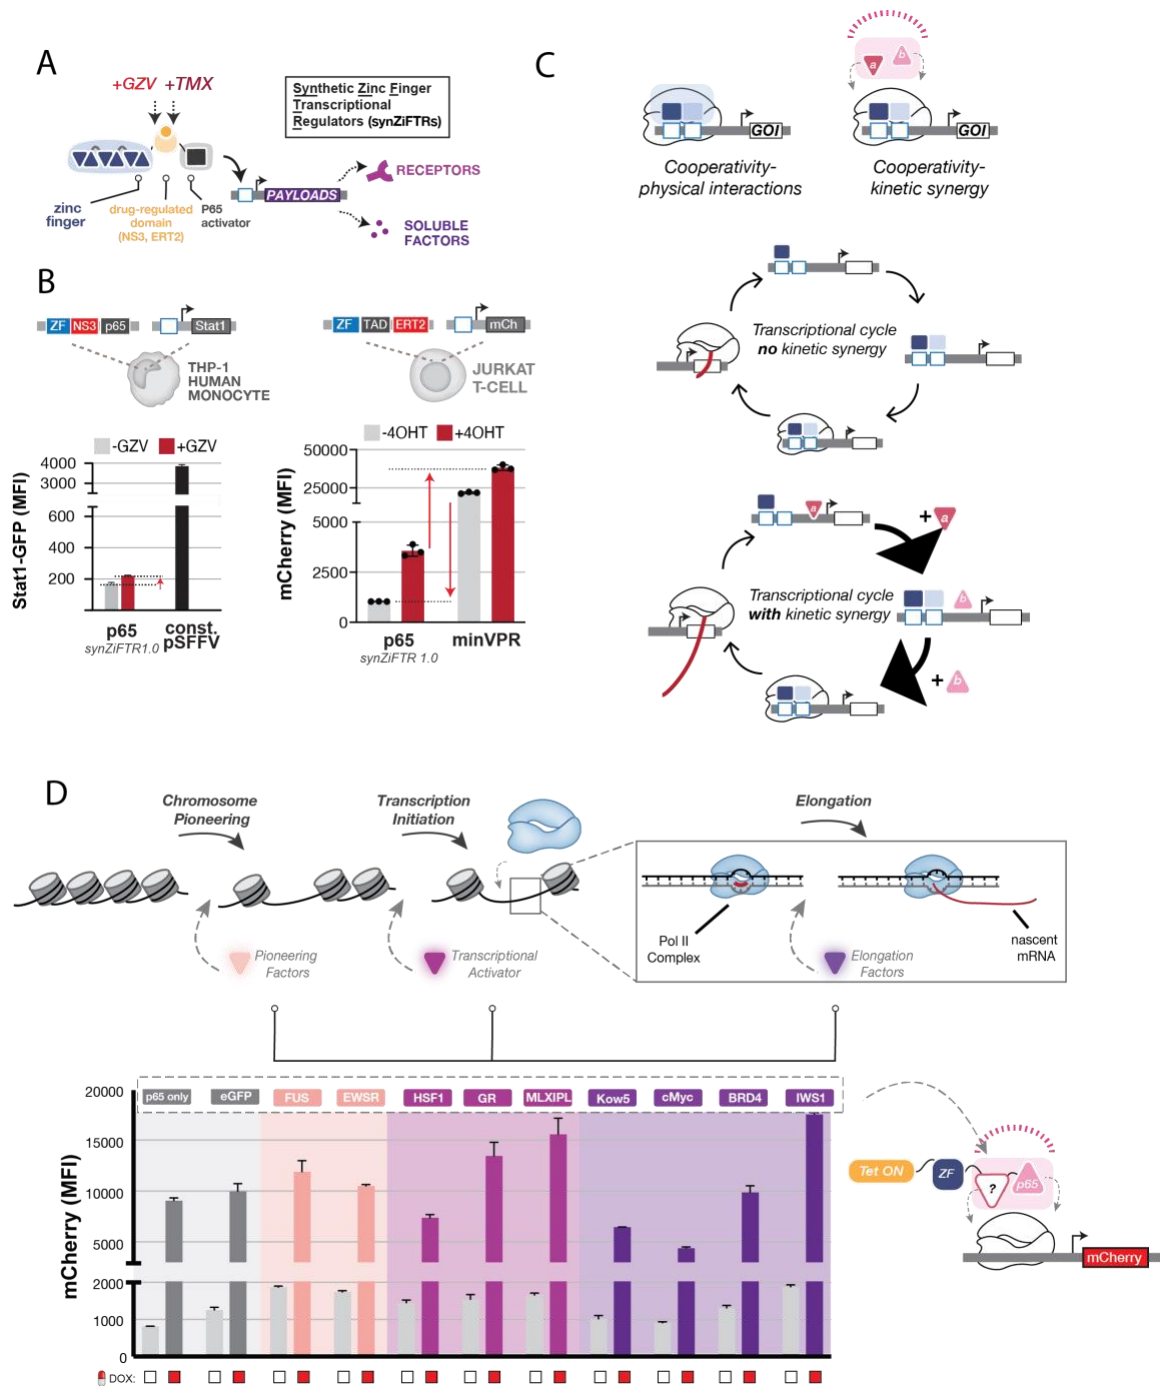 A
+GZV +TMX
Synthetic Zinc Finger
Transcriptional
Regulators (synZiFTRs)
zinc
finger
drug-regulated
domain
(NS3, ERT2)
P65
activator
PAYLOADS
RECEPTORS
SOLUBLE
FACTORS
B
ZF NS3 p65
Stat1
THP-1
HUMAN
MONOCYTE
-GZV +GZV
Stat1-GFP (MFI)
4000
3000
600
400
200
p65
synZiFTR1.0
const.
pSFFV
ZF TAD ERT2
mCh
JURKAT
T-CELL
-4OHT +4OHT
mCherry (MFI)
50000
25000
5000
2500
0
p65
synZiFTR 1.0
minVPR
C
GOI
Cooperativity-
physical interactions
a b
GOI
Cooperativity-
kinetic synergy
Transcriptional cycle
no kinetic synergy
a
+ a
Transcriptional cycle
with kinetic synergy
b
+ b
D
Chromosome
Pioneering
Transcription
Initiation
Elongation
Pioneering
Factors
Transcriptional
Activator
Pol II
Complex
Elongation
Factors
nascent
mRNA
p65 only eGFP FUS EWSR HSF1 GR MLXIPL Kow5 cMyc BRD4 IWS1
mCherry (MFI)
20000
15000
10000
5000
2000
1000
0
DOX:
Tet ON ZF ? p65
mCherry